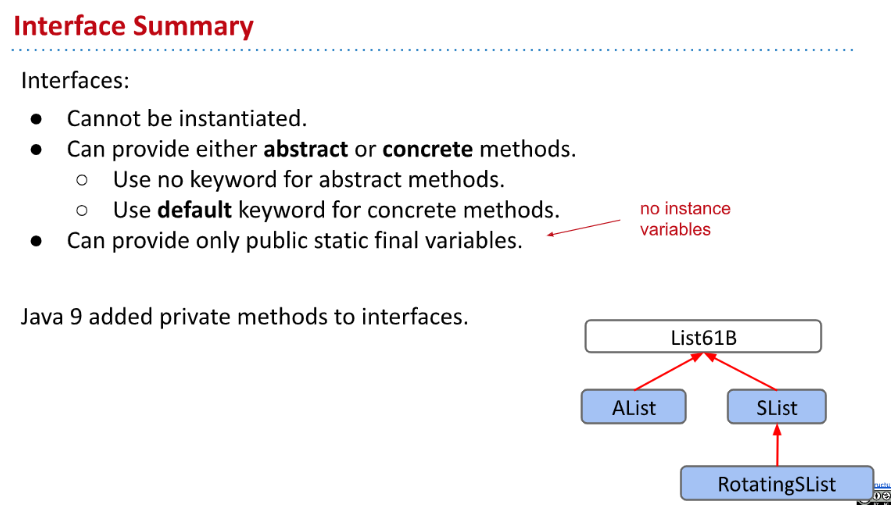 Interface Summary
Interfaces:
● Cannot be instantiated.
● Can provide either abstract or concrete methods.
○ Use no keyword for abstract methods.
○ Use default keyword for concrete methods.
● Can provide only public static final variables.
no instance
variables
Java 9 added private methods to interfaces.
List61B
AList
SList
RotatingSList